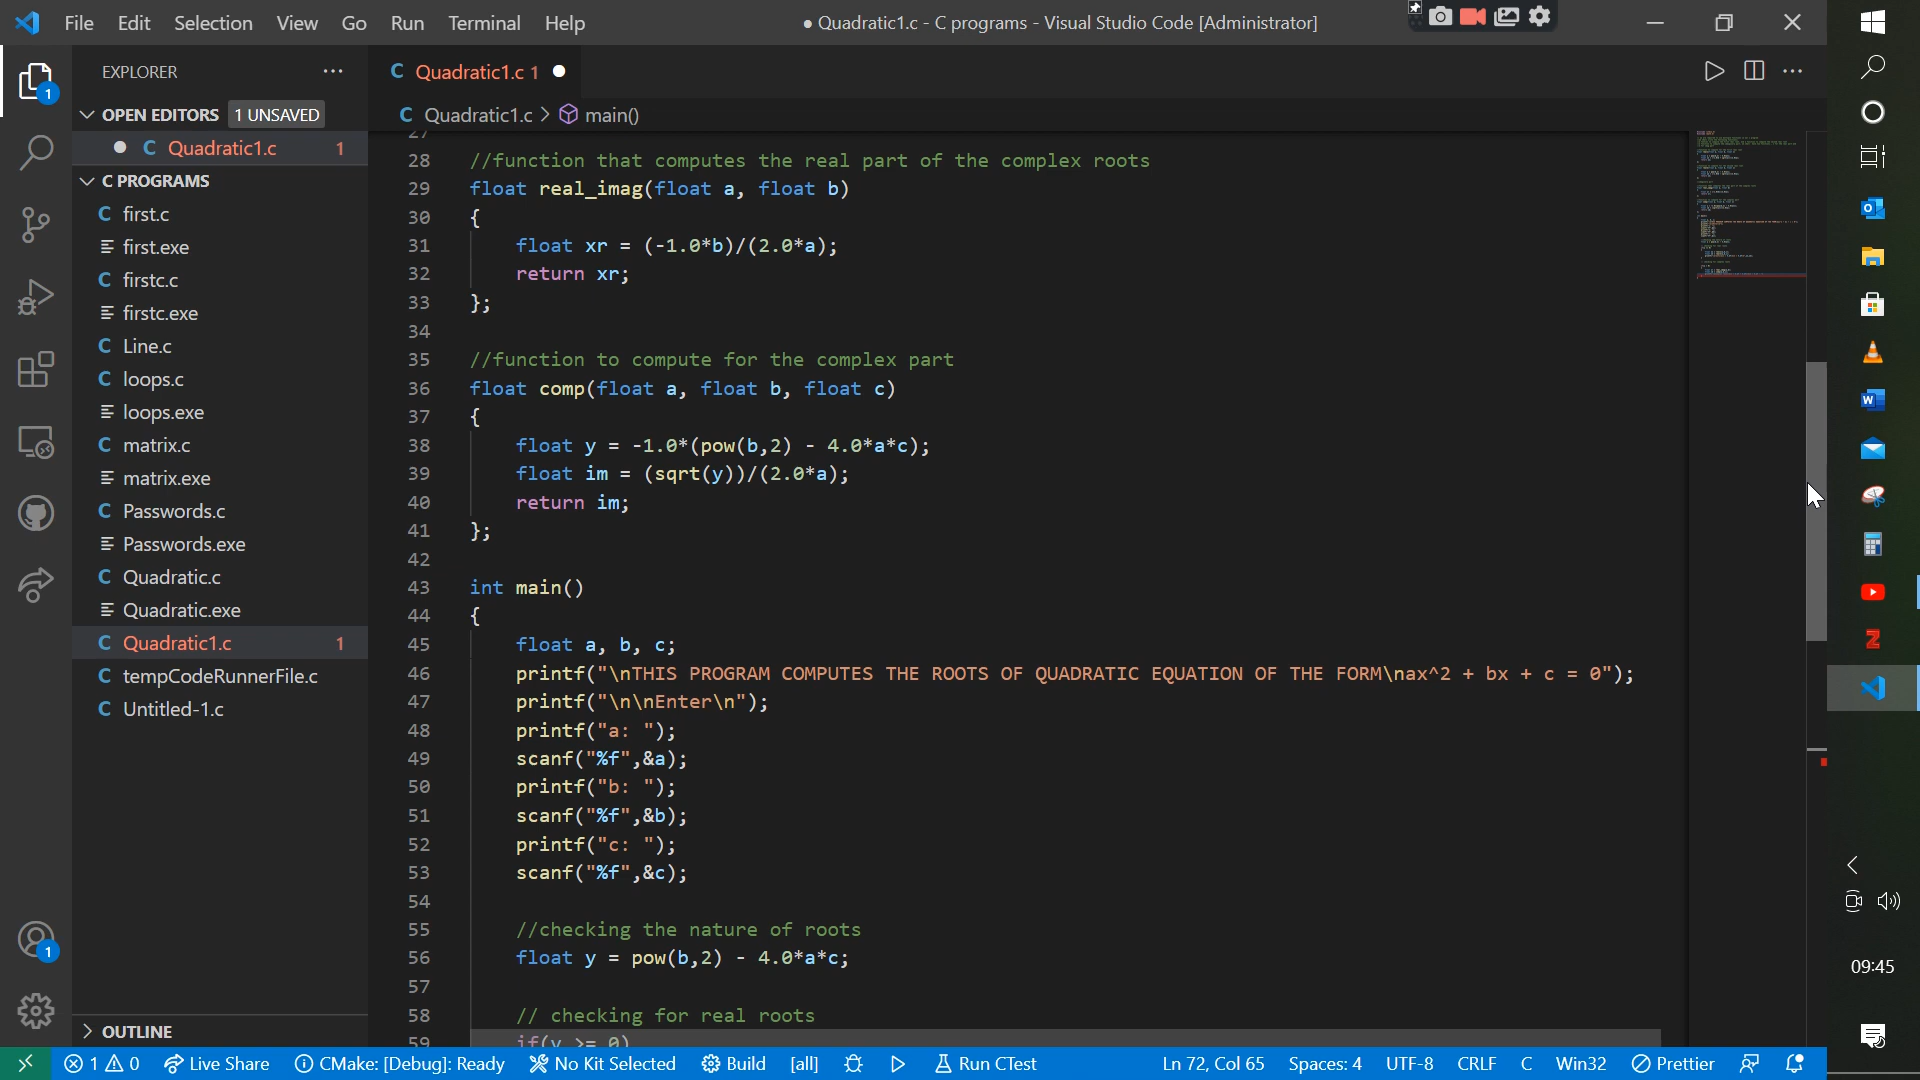 File Edit Selection View Go Run Terminal Help
● Quadratic1.c - C programs - Visual Studio Code [Administrator]
EXPLORER ···
C Quadratic1.c 1 ●
OPEN EDITORS 1 UNSAVED
● C Quadratic1.c 1
C PROGRAMS
C first.c
first.exe
C firstc.c
firstc.exe
C Line.c
C loops.c
loops.exe
C matrix.c
matrix.exe
C Passwords.c
Passwords.exe
C Quadratic.c
Quadratic.exe
C Quadratic1.c 1
C tempCodeRunnerFile.c
C Untitled-1.c
OUTLINE
1
1
C Quadratic1.c > main()
27
28 //function that computes the real part of the complex roots
29 float real_imag(float a, float b)
30 {
31 float xr = (-1.0*b)/(2.0*a);
32 return xr;
33 };
34
35 //function to compute for the complex part
36 float comp(float a, float b, float c)
37 {
38 float y = -1.0*(pow(b,2) - 4.0*a*c);
39 float im = (sqrt(y))/(2.0*a);
40 return im;
41 };
42
43 int main()
44 {
45 float a, b, c;
46 printf("\nTHIS PROGRAM COMPUTES THE ROOTS OF QUADRATIC EQUATION OF THE FORM\nax^2 + bx + c = 0");
47 printf("\n\nEnter\n");
48 printf("a: ");
49 scanf("%f",&a);
50 printf("b: ");
51 scanf("%f",&b);
52 printf("c: ");
53 scanf("%f",&c);
54
55 //checking the nature of roots
56 float y = pow(b,2) - 4.0*a*c;
57
58 // checking for real roots
59 if(y >= 0)
1 0 Live Share CMake: [Debug]: Ready No Kit Selected Build [all] Run CTest Ln 72, Col 65 Spaces: 4 UTF-8 CRLF C Win32 Prettier
09:45